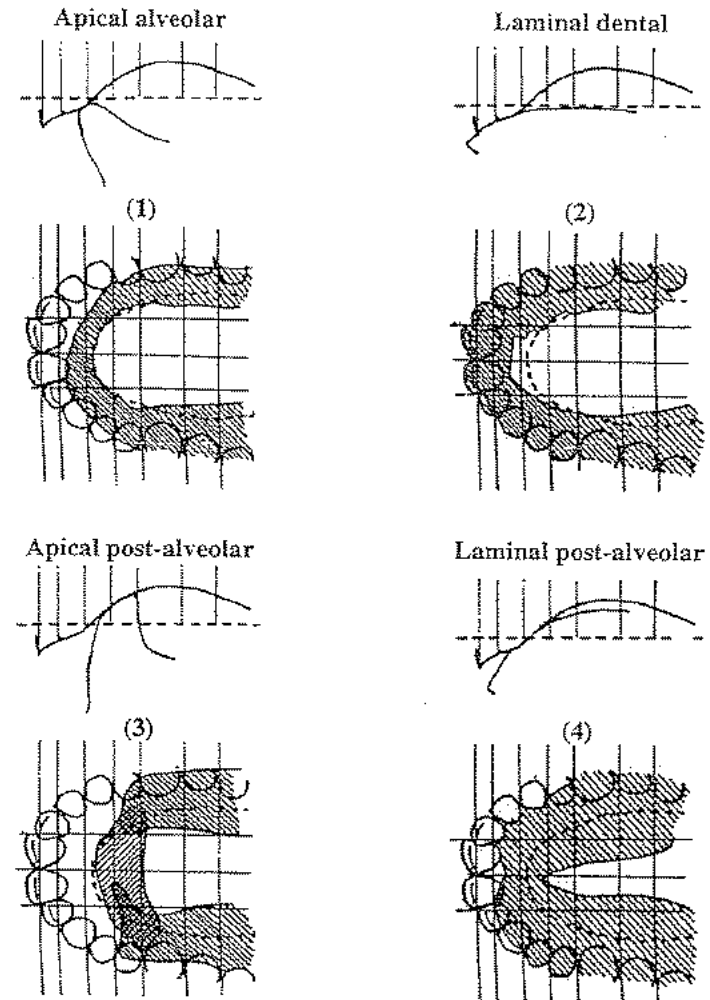 Apical alveolar
Laminal dental
(1)
(2)
Apical post-alveolar
Laminal post-alveolar
(3)
(4)